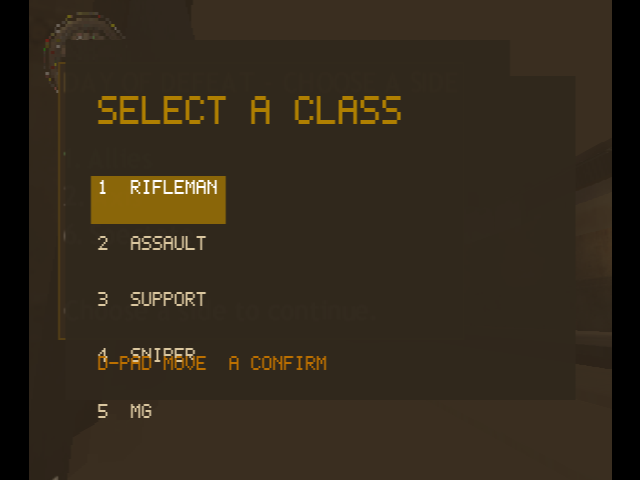 SELECT A CLASS
1 RIFLEMAN
2 ASSAULT
3 SUPPORT
4 SNIPER
D-PAD MOVE A CONFIRM
5 MG